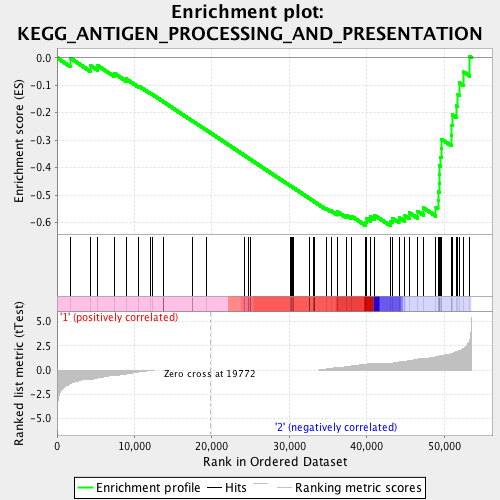 Enrichment plot:
KEGG_ANTIGEN_PROCESSING_AND_PRESENTATION
Enrichment score (ES)
0.0
-0.1
-0.2
-0.3
-0.4
-0.5
-0.6
Ranked list metric (tTest)
'1' (positively correlated)
5.0
2.5
0.0
-2.5
-5.0
Zero cross at 19772
'2' (negatively correlated)
0
10,000
20,000
30,000
40,000
50,000
Rank in Ordered Dataset
Enrichment profile
Hits
Ranking metric scores